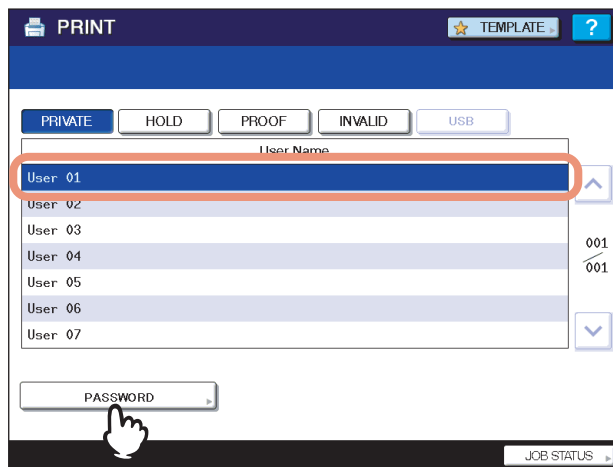 PRINT TEMPLATE ?
PRIVATE HOLD PROOF INVALID USB
User Name
User 01
User 02
User 03
User 04
User 05
User 06
User 07
001
001
PASSWORD
JOB STATUS